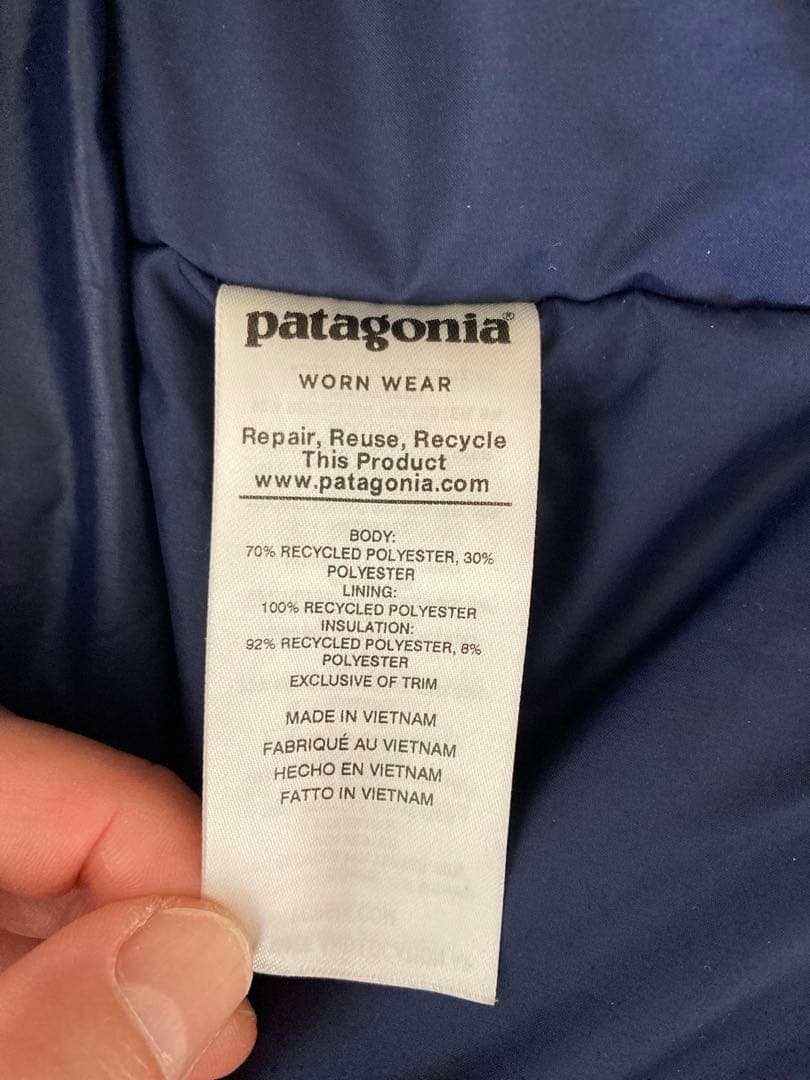 patagonia®
WORN WEAR
Repair, Reuse, Recycle
This Product
www.patagonia.com
BODY:
70% RECYCLED POLYESTER, 30%
POLYESTER
LINING:
100% RECYCLED POLYESTER
INSULATION:
92% RECYCLED POLYESTER, 8%
POLYESTER
EXCLUSIVE OF TRIM
MADE IN VIETNAM
FABRIQUÉ AU VIETNAM
HECHO EN VIETNAM
FATTO IN VIETNAM